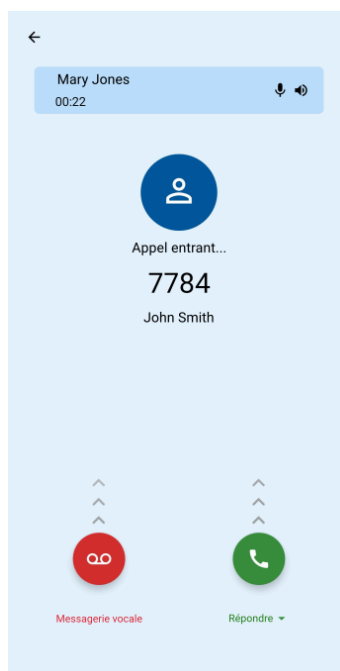 Mary Jones
00:22
Appel entrant...
7784
John Smith
Messagerie vocale
Répondre